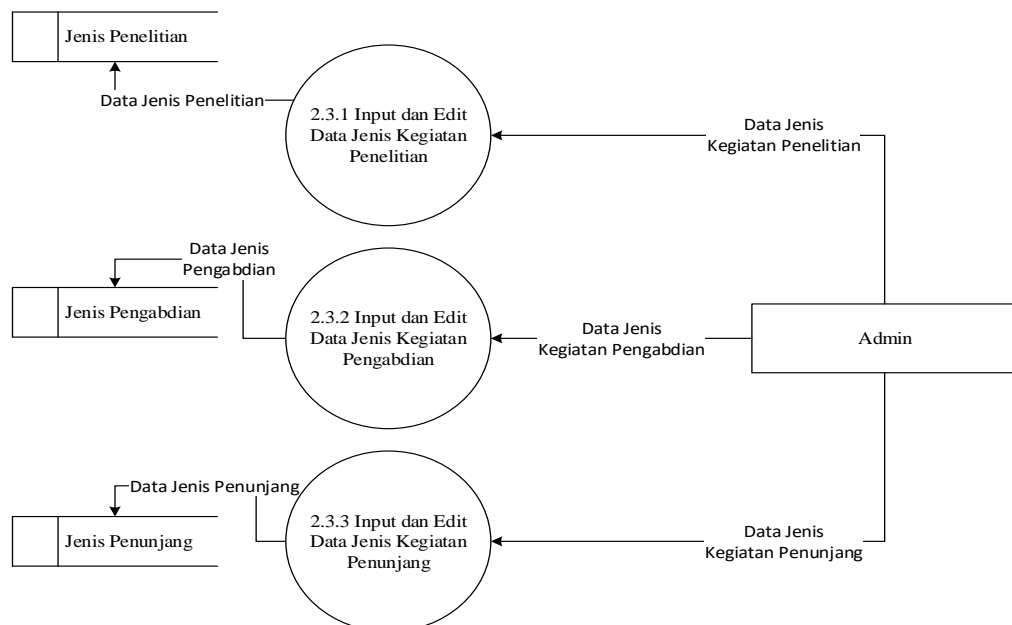 Jenis Penelitian
Data Jenis Penelitian
2.3.1 Input dan Edit
Data Jenis Kegiatan
Penelitian
Data Jenis
Kegiatan Penelitian
Data Jenis
Pengabdian
Jenis Pengabdian
2.3.2 Input dan Edit
Data Jenis Kegiatan
Pengabdian
Data Jenis
Kegiatan Pengabdian
Admin
Data Jenis Penunjang
Jenis Penunjang
2.3.3 Input dan Edit
Data Jenis Kegiatan
Penunjang
Data Jenis
Kegiatan Penunjang